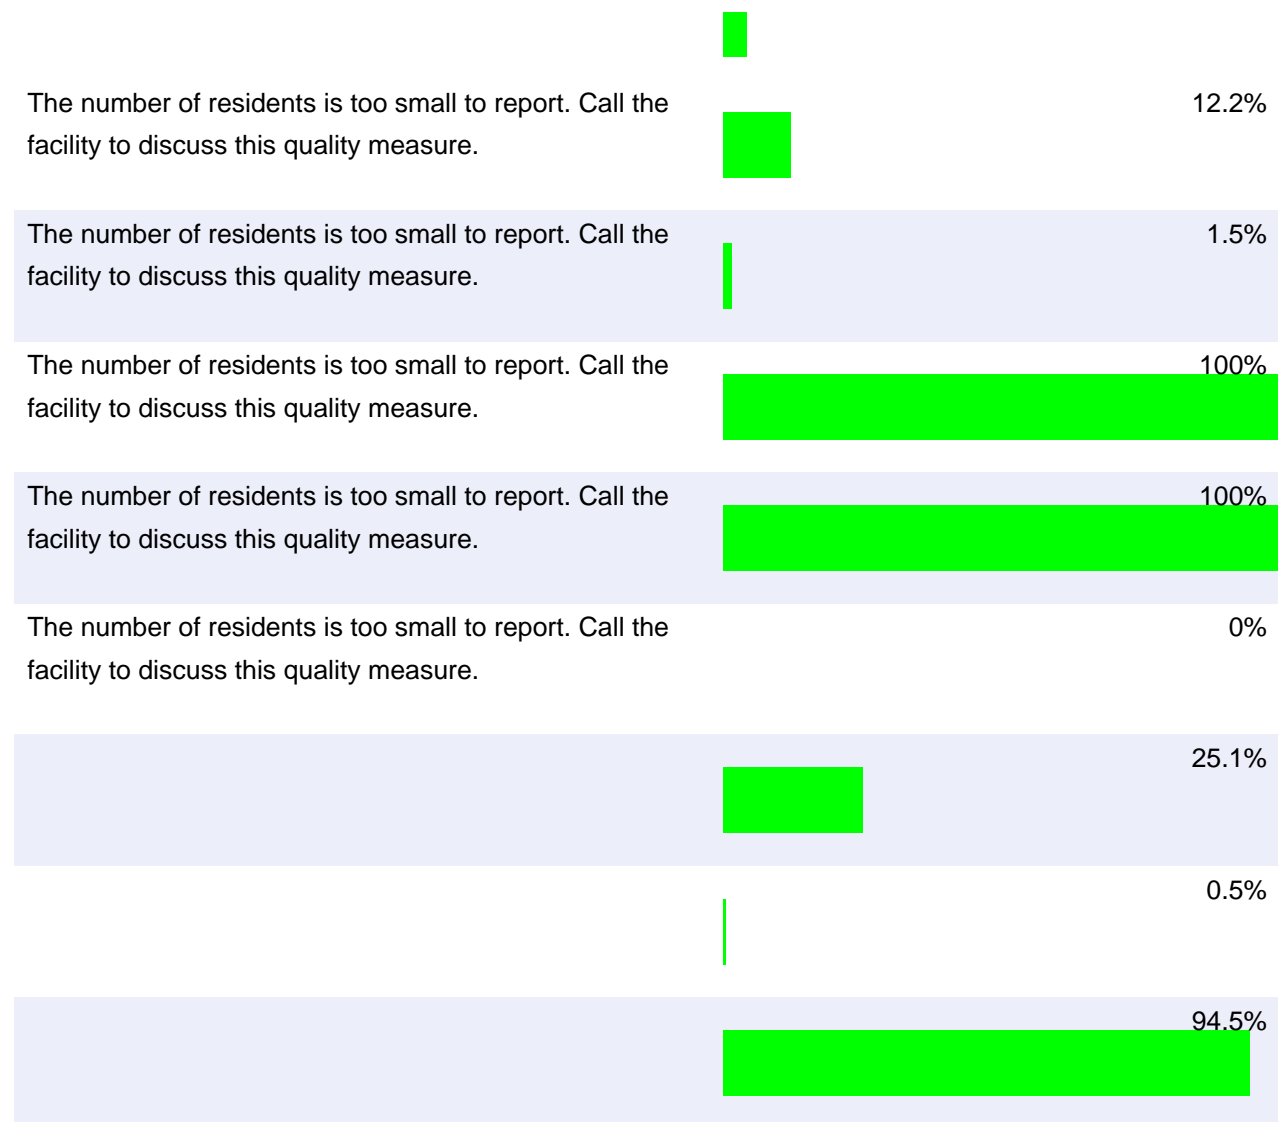 The number of residents is too small to report. Call the 12.2%
facility to discuss this quality measure.
The number of residents is too small to report. Call the 1.5%
facility to discuss this quality measure.
The number of residents is too small to report. Call the 100%
facility to discuss this quality measure.
The number of residents is too small to report. Call the 100%
facility to discuss this quality measure.
The number of residents is too small to report. Call the 0%
facility to discuss this quality measure.
25.1%
0.5%
94.5%